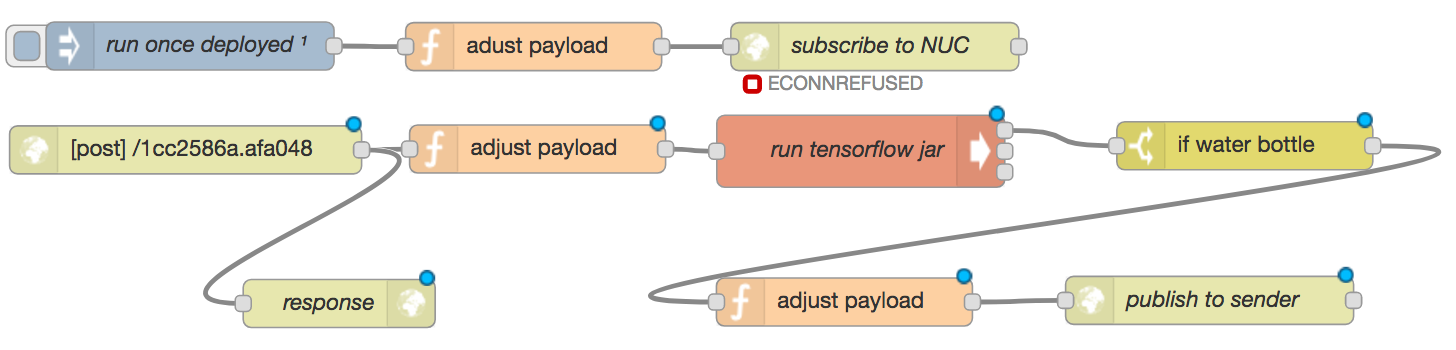 run once deployed ¹
adust payload
subscribe to NUC
ECONNREFUSED
[post] /1cc2586a.afa048
adjust payload
run tensorflow jar
if water bottle
response
adjust payload
publish to sender